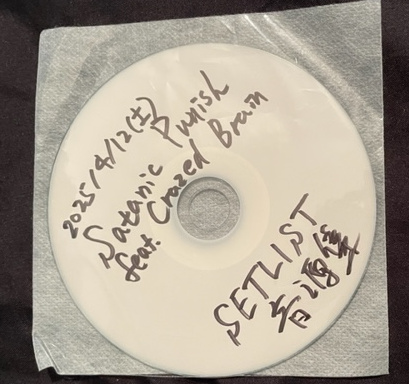 2025/4/12(土)
Satanic Punish
feat. Crazed Brain
SETLIST